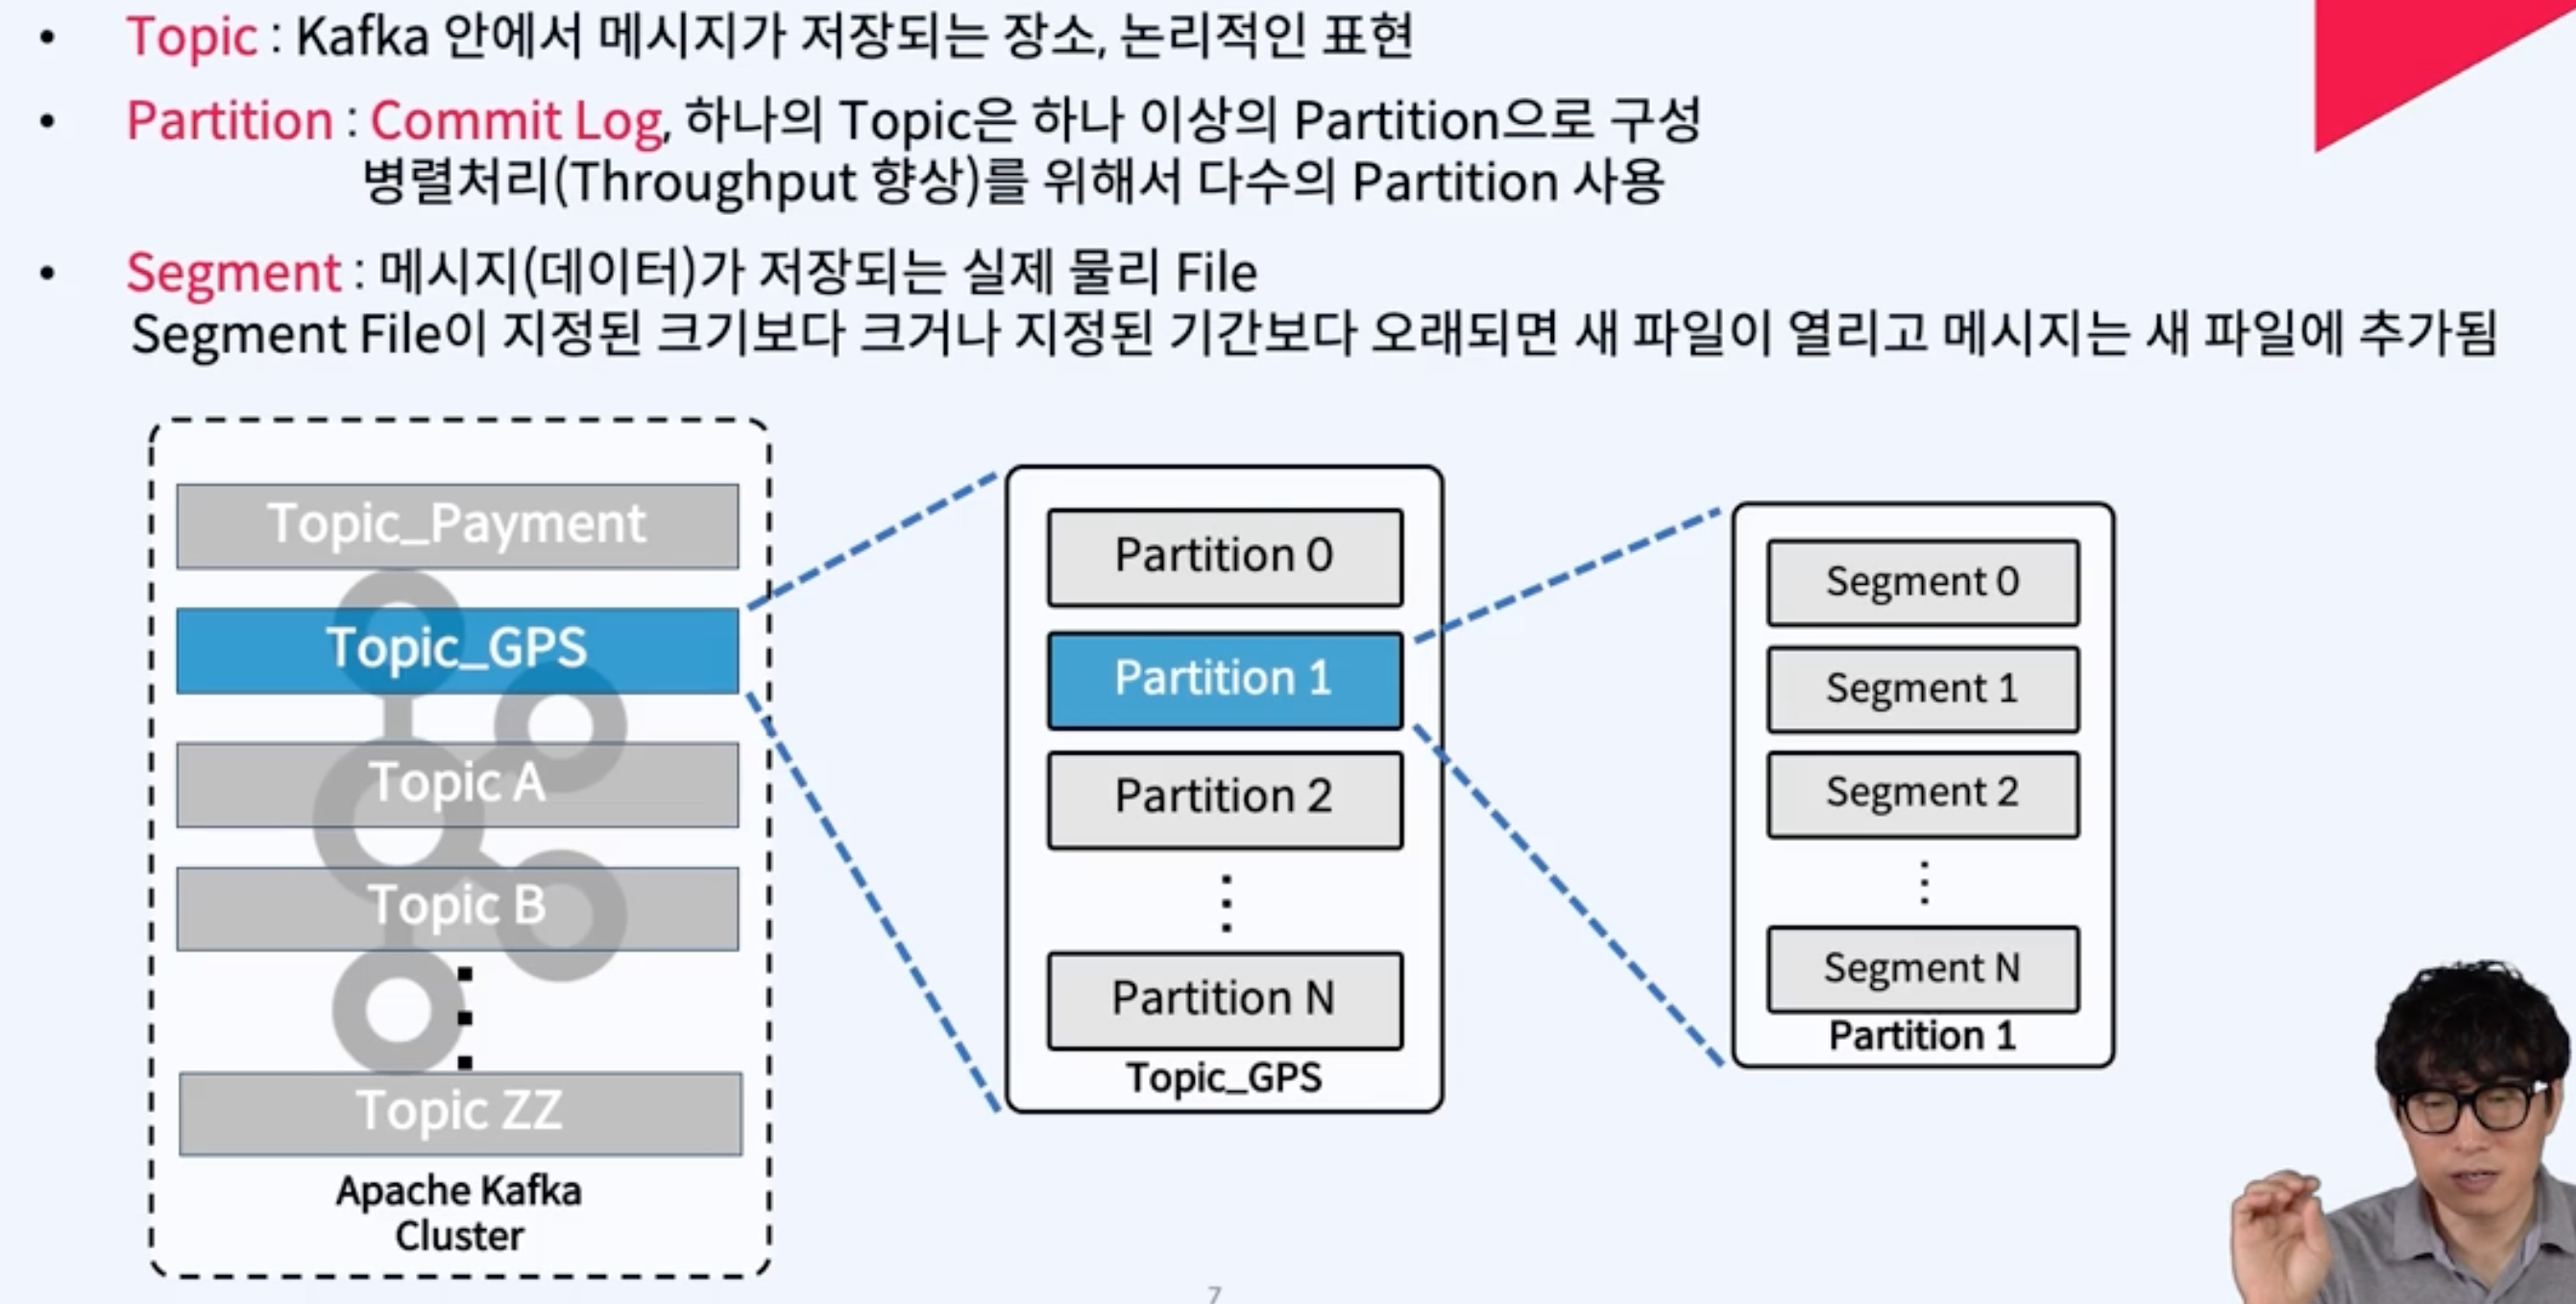 • Topic : Kafka 안에서 메시지가 저장되는 장소, 논리적인 표현
• Partition : Commit Log, 하나의 Topic은 하나 이상의 Partition으로 구성
병렬처리(Throughput 향상)를 위해서 다수의 Partition 사용
• Segment : 메시지(데이터)가 저장되는 실제 물리 File
Segment File이 지정된 크기보다 크거나 지정된 기간보다 오래되면 새 파일이 열리고 메시지는 새 파일에 추가됨
Topic_Payment
Topic_GPS
Topic A
Topic B
Topic ZZ
Apache Kafka
Cluster
Partition 0
Partition 1
Partition 2
Partition N
Topic_GPS
Segment 0
Segment 1
Segment 2
Segment N
Partition 1
7